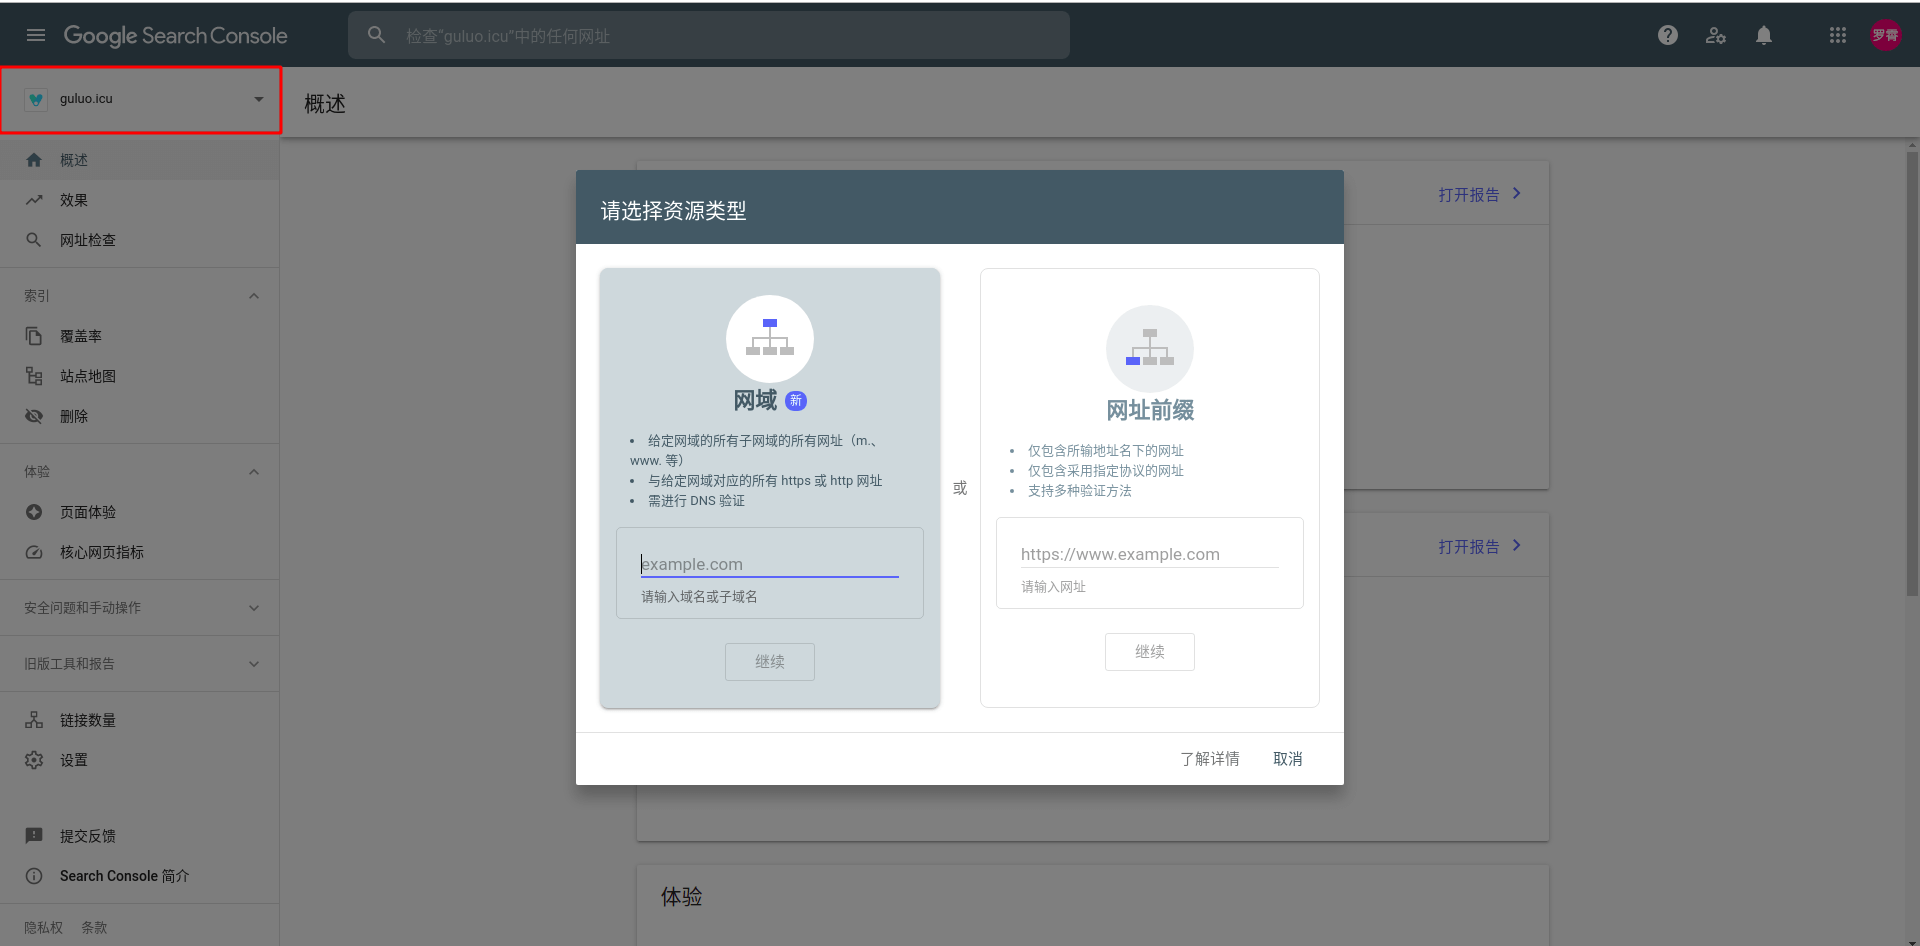 Google Search Console
检查“guluo.icu”中的任何网址
罗霄
guluo.icu
概述
概述
效果
网址检查
索引
覆盖率
站点地图
删除
体验
页面体验
核心网页指标
安全问题和手动操作
旧版工具和报告
链接数量
设置
提交反馈
Search Console 简介
隐私权 条款
打开报告
打开报告
体验
请选择资源类型
网域 新
给定网域的所有子网域的所有网址（m.、
www. 等）
与给定网域对应的所有 https 或 http 网址
需进行 DNS 验证
example.com
请输入域名或子域名
继续
或
网址前缀
仅包含所输地址名下的网址
仅包含采用指定协议的网址
支持多种验证方法
https://www.example.com
请输入网址
继续
了解详情 取消